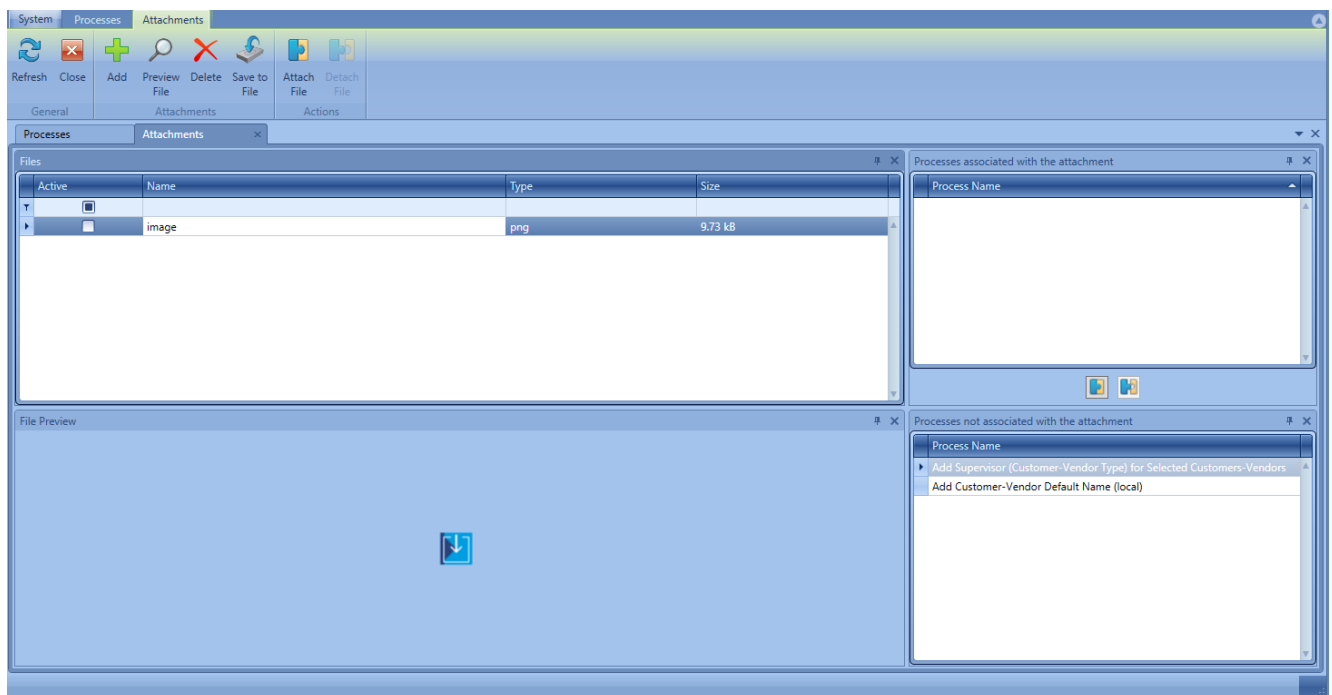 System Processes Attachments
Refresh Close Add Preview File Delete Save to File Attach File Detach File
General Attachments Actions
Processes Attachments
Files
Active Name Type Size
image png 9.73 kB
Processes associated with the attachment
Process Name
File Preview
Processes not associated with the attachment
Process Name
Add Supervisor (Customer-Vendor Type) for Selected Customers-Vendors
Add Customer-Vendor Default Name (local)